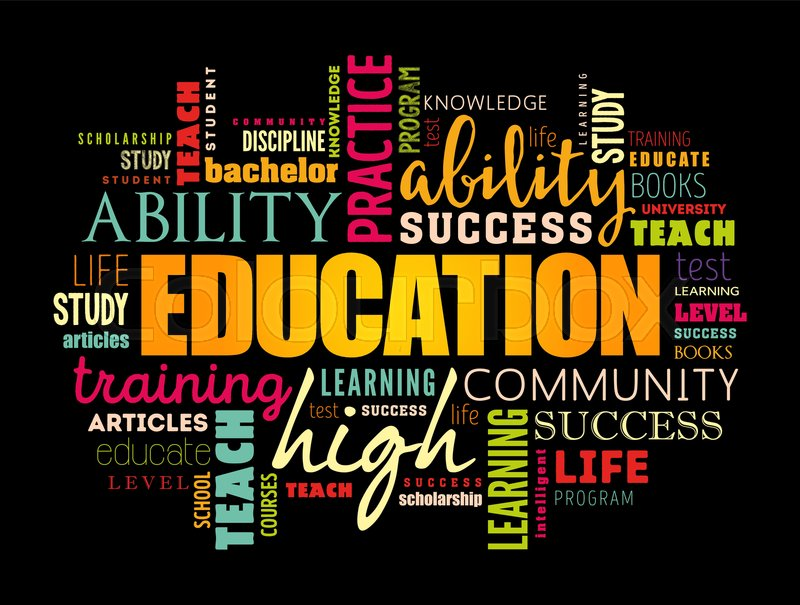 SCHOLARSHIP
STUDY
STUDENT
TEACH
STUDENT
COMMUNITY
DISCIPLINE
bachelor
KNOWLEDGE
PRACTICE
PROGRAM
KNOWLEDGE
test
life
ability
LEARNING
STUDY
TRAINING
EDUCATE
BOOKS
UNIVERSITY
TEACH
ABILITY
SUCCESS
LIFE
STUDY
articles
EDUCATION
test
LEARNING
LEVEL
SUCCESS
BOOKS
training
LEARNING
COMMUNITY
ARTICLES
educate
LEVEL
test
SUCCESS
life
high
SUCCESS
SCHOOL
TEACH
COURSES
TEACH
SUCCESS
scholarship
LEARNING
intelligent
LIFE
PROGRAM
colourbox